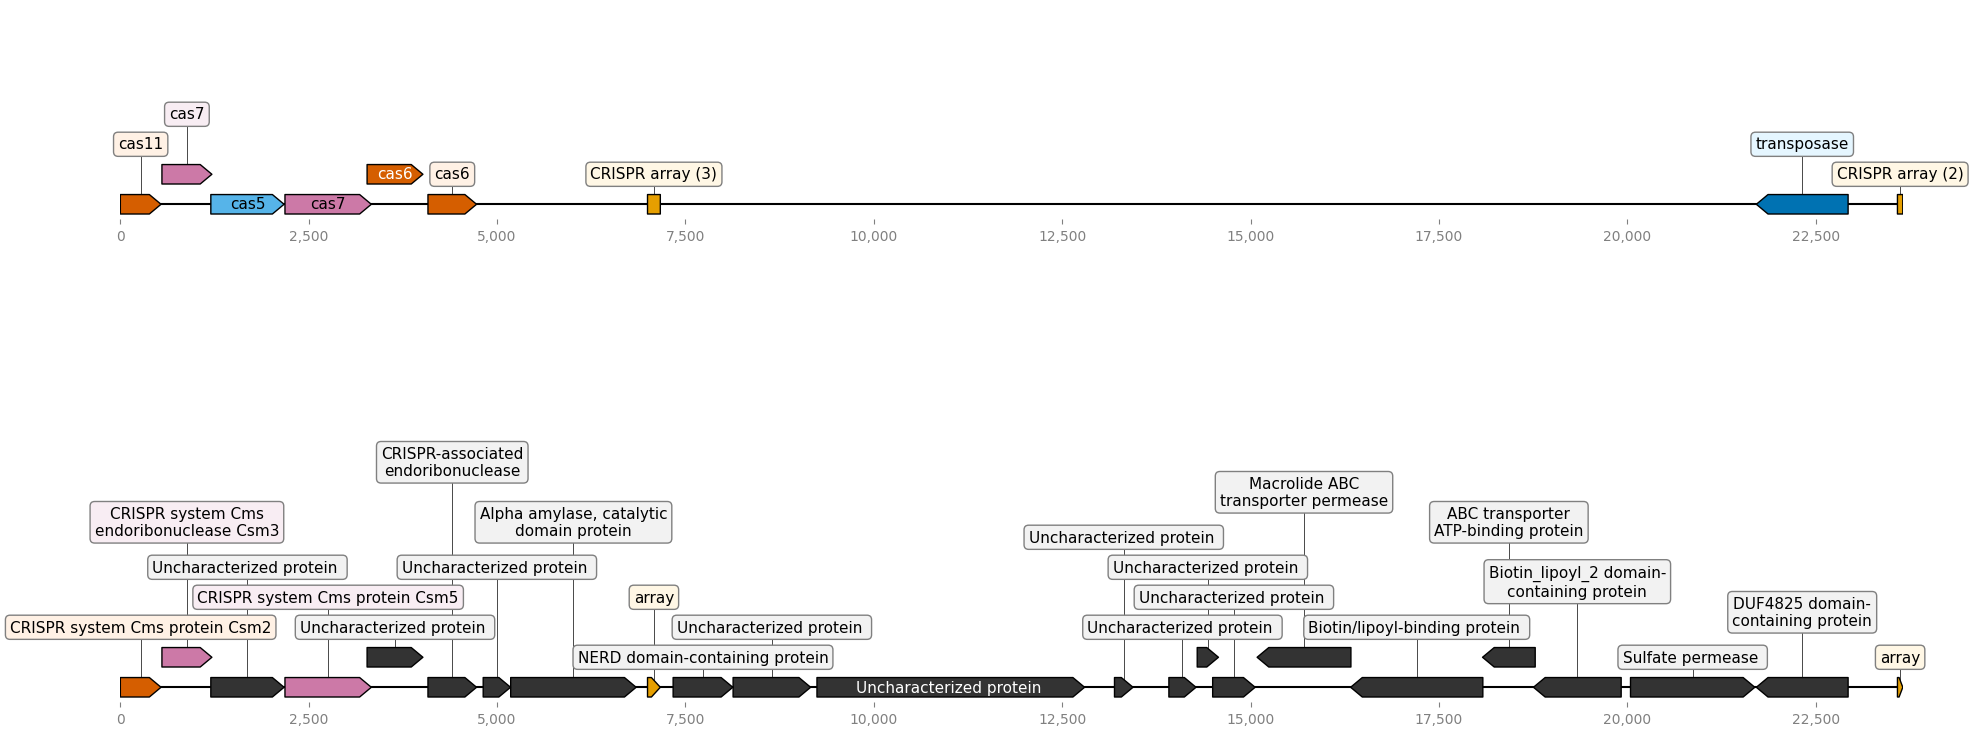 cas7
cas11
transposase
cas6
cas6
CRISPR array (3)
CRISPR array (2)
cas5
cas7
0
2,500
5,000
7,500
10,000
12,500
15,000
17,500
20,000
22,500
CRISPR-associated
endoribonuclease
Macrolide ABC
transporter permease
CRISPR system Cms
endoribonuclease Csm3
Alpha amylase, catalytic
domain protein
ABC transporter
ATP-binding protein
Uncharacterized protein
Uncharacterized protein
Uncharacterized protein
Uncharacterized protein
Biotin_lipoyl_2 domain-
containing protein
CRISPR system Cms protein Csm5
array
Uncharacterized protein
DUF4825 domain-
containing protein
CRISPR system Cms protein Csm2
Uncharacterized protein
Uncharacterized protein
Uncharacterized protein
Biotin/lipoyl-binding protein
NERD domain-containing protein
Sulfate permease
array
Uncharacterized protein
0
2,500
5,000
7,500
10,000
12,500
15,000
17,500
20,000
22,500